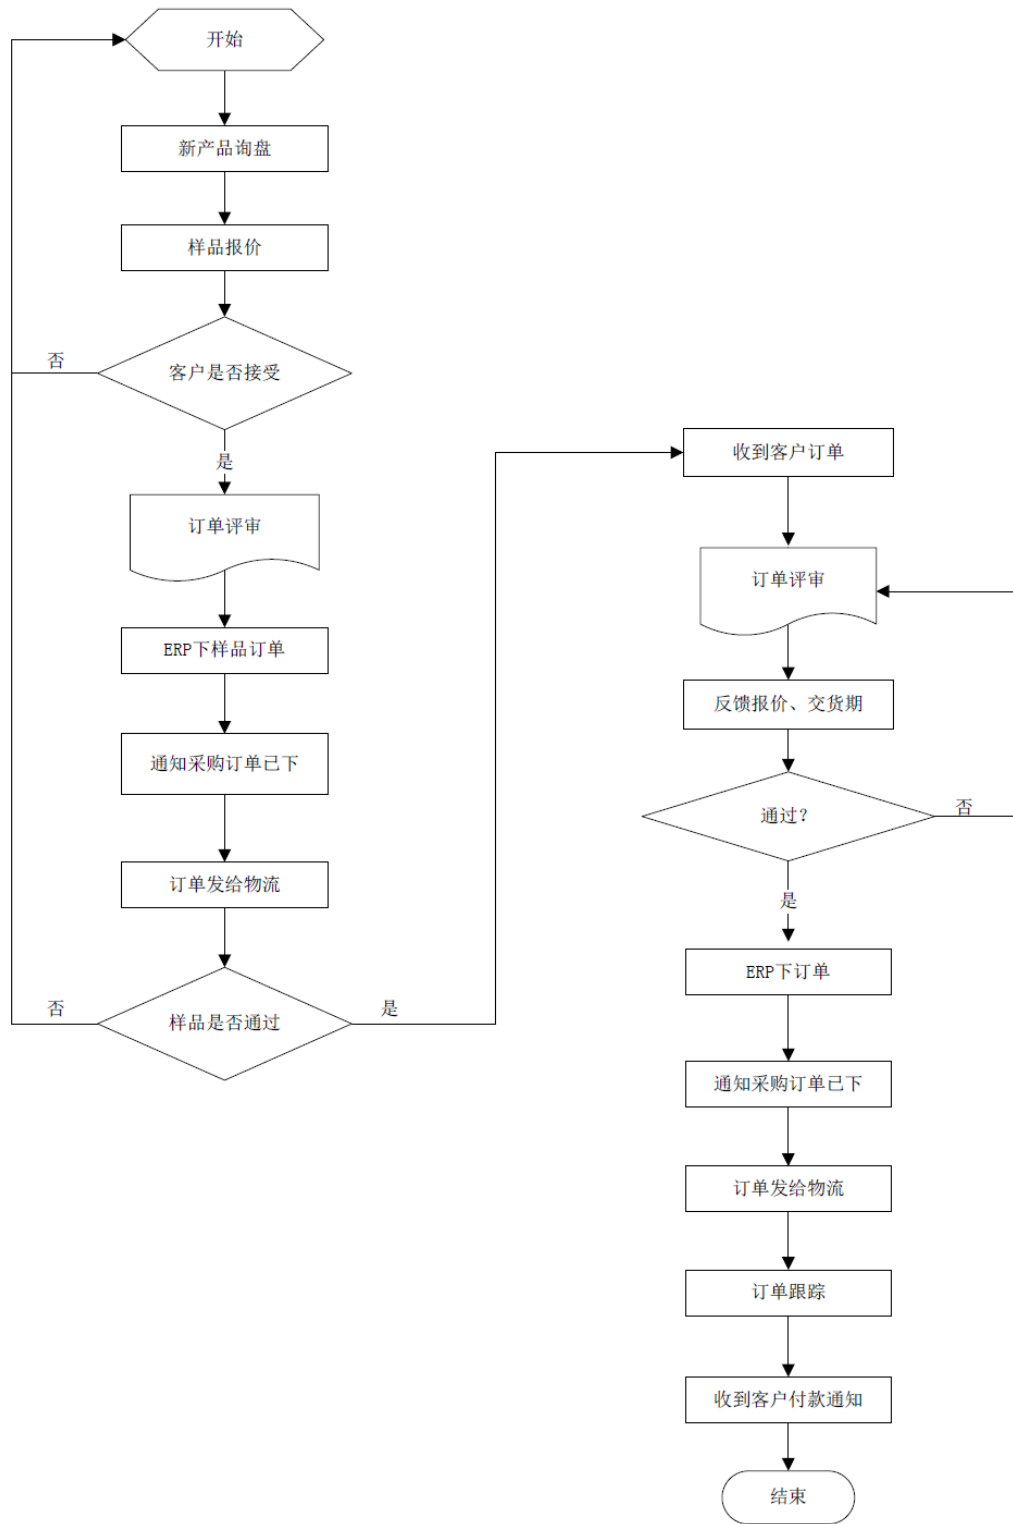 开始
新产品询盘
样品报价
客户是否接受
否
是
订单评审
ERP下样品订单
通知采购订单已下
订单发给物流
样品是否通过
否
是
收到客户订单
订单评审
反馈报价、交货期
通过?
否
是
ERP下订单
通知采购订单已下
订单发给物流
订单跟踪
收到客户付款通知
结束